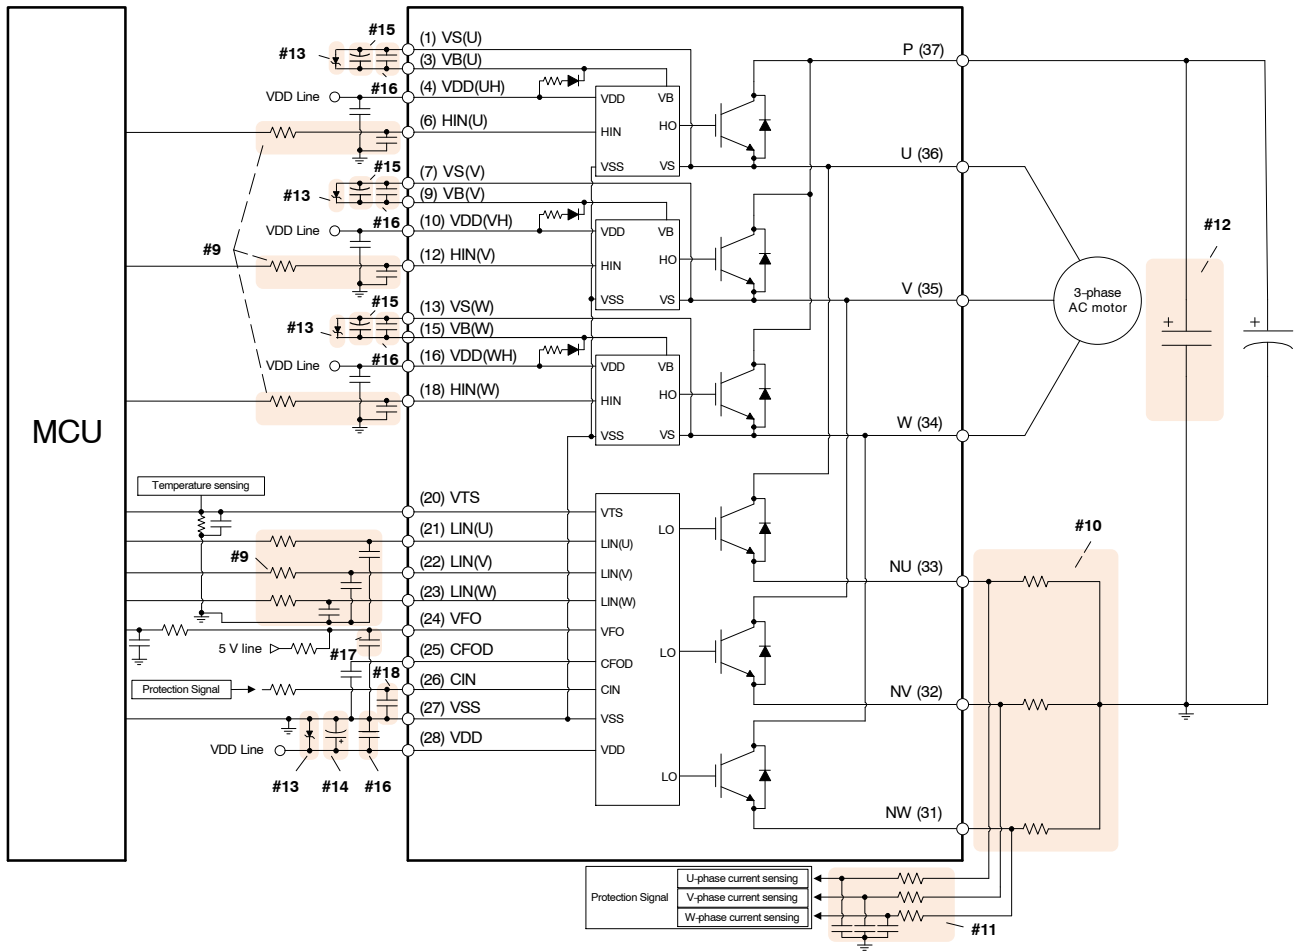 #15
#13
(1) VS(U)
(3) VB(U)
#16
(4) VDD(UH)
VDD Line
(6) HIN(U)
VDD
VB
HIN
HO
VSS
VS
P (37)
U (36)
#15
#13
(7) VS(V)
(9) VB(V)
#16
(10) VDD(VH)
VDD Line
#9
(12) HIN(V)
VDD
VB
HIN
HO
VSS
VS
V (35)
3-phase
AC motor
#12
+
+
#15
#13
(13) VS(W)
(15) VB(W)
#16
(16) VDD(WH)
VDD Line
(18) HIN(W)
VDD
VB
HIN
HO
VSS
VS
W (34)
MCU
Temperature sensing
(20) VTS
(21) LIN(U)
#9
(22) LIN(V)
(23) LIN(W)
(24) VFO
5 V line
#17
(25) CFOD
#18
Protection Signal
(26) CIN
(27) VSS
VDD Line
+
(28) VDD
#13
#14
#16
VTS
LIN(U)
LIN(V)
LIN(W)
VFO
CFOD
CIN
VSS
VDD
LO
LO
LO
#10
NU (33)
NV (32)
NW (31)
Protection Signal
U-phase current sensing
V-phase current sensing
W-phase current sensing
#11